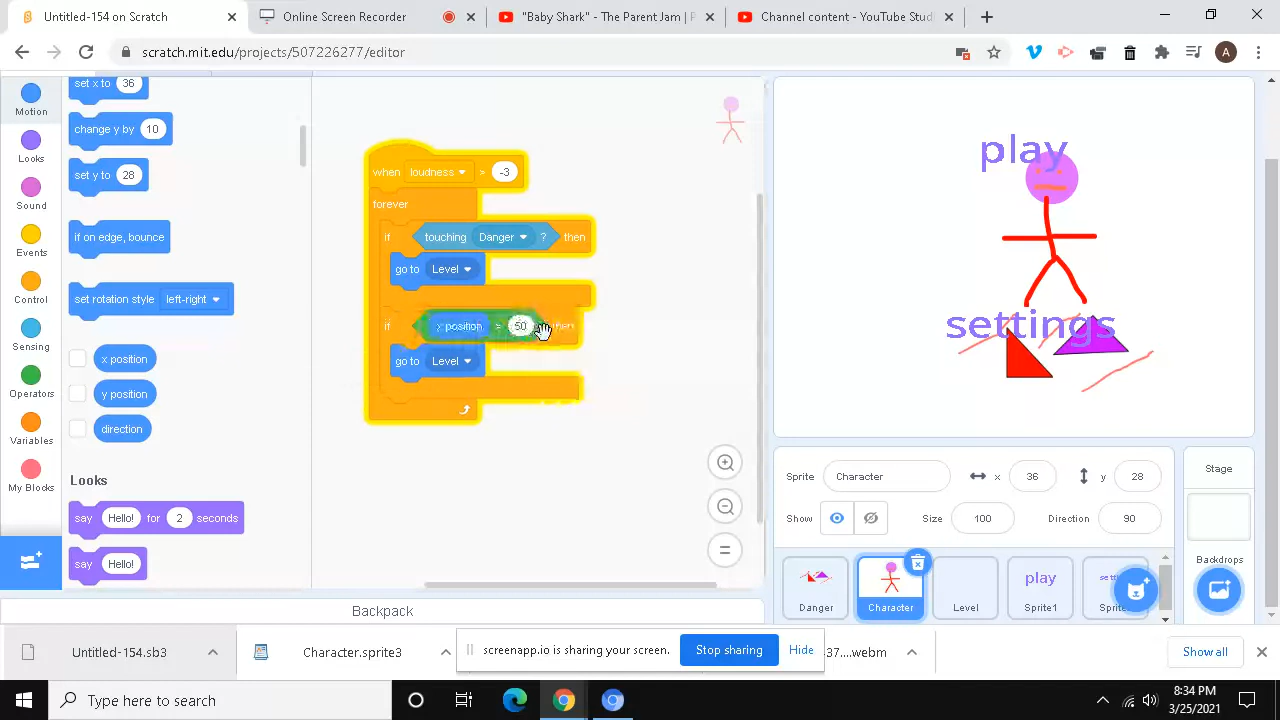 Untitled-154 on Scratch
Online Screen Recorder
"Baby Shark" - The Parent Jam | P
Channel content - YouTube Stud
scratch.mit.edu/projects/507226277/editor
A
Motion
Looks
Sound
Events
Control
Sensing
Operators
Variables
My Blocks
set x to 36
change y by 10
set y to 28
if on edge, bounce
set rotation style left-right
x position
y position
direction
Looks
say Hello! for 2 seconds
say Hello!
when loudness > -3
forever
if touching Danger ? then
go to Level
if position 50 then
go to Level
Backpack
play
settings
Sprite Character x 36 y 28
Show Size 100 Direction 90
Danger
Character
Level
play
Sprite1
Stage
Backdrops
Untitled-154.sb3
Character.sprite3
screenapp.io is sharing your screen.
Stop sharing
Hide
37....webm
Show all
Type here to search
8:34 PM
3/25/2021